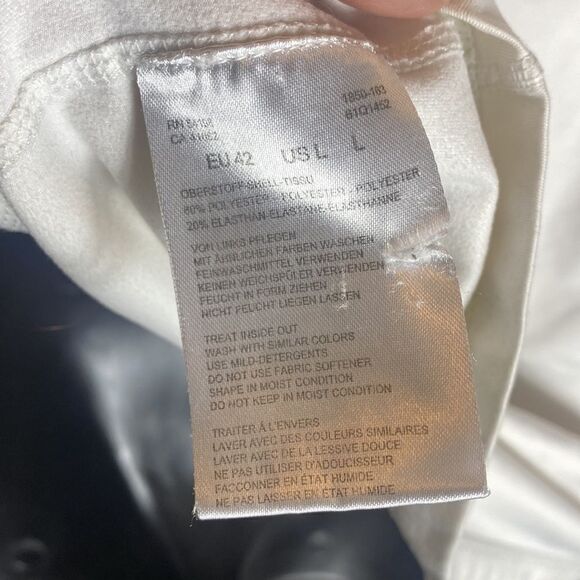 1850-163
CA 41052
61Q1452
EU 42 US L L
OBERSTOFF-SHELL-TISSU
80% POLYESTER - POLYESTER - POLYESTER
20% ELASTHAN-ELASTANE-ELASTHANNE
VON LINKS PFLEGEN
MIT ÄHNLICHEN FARBEN WASCHEN
FEINWASCHMITTEL VERWENDEN
KEINEN WEICHSPÜLER VERWENDEN
FEUCHT IN FORM ZIEHEN
NICHT FEUCHT LIEGEN LASSEN
TREAT INSIDE OUT
WASH WITH SIMILAR COLORS
USE MILD-DETERGENTS
DO NOT USE FABRIC SOFTENER
SHAPE IN MOIST CONDITION
DO NOT KEEP IN MOIST CONDITION
TRAITER À L'ENVERS
LAVER AVEC DES COULEURS SIMILAIRES
LAVER AVEC DE LA LESSIVE DOUCE
NE PAS UTILISER D'ADOUCISSEUR
FORMER EN ÉTAT HUMIDE
NE PAS LAISSER EN ÉTAT HUMIDE